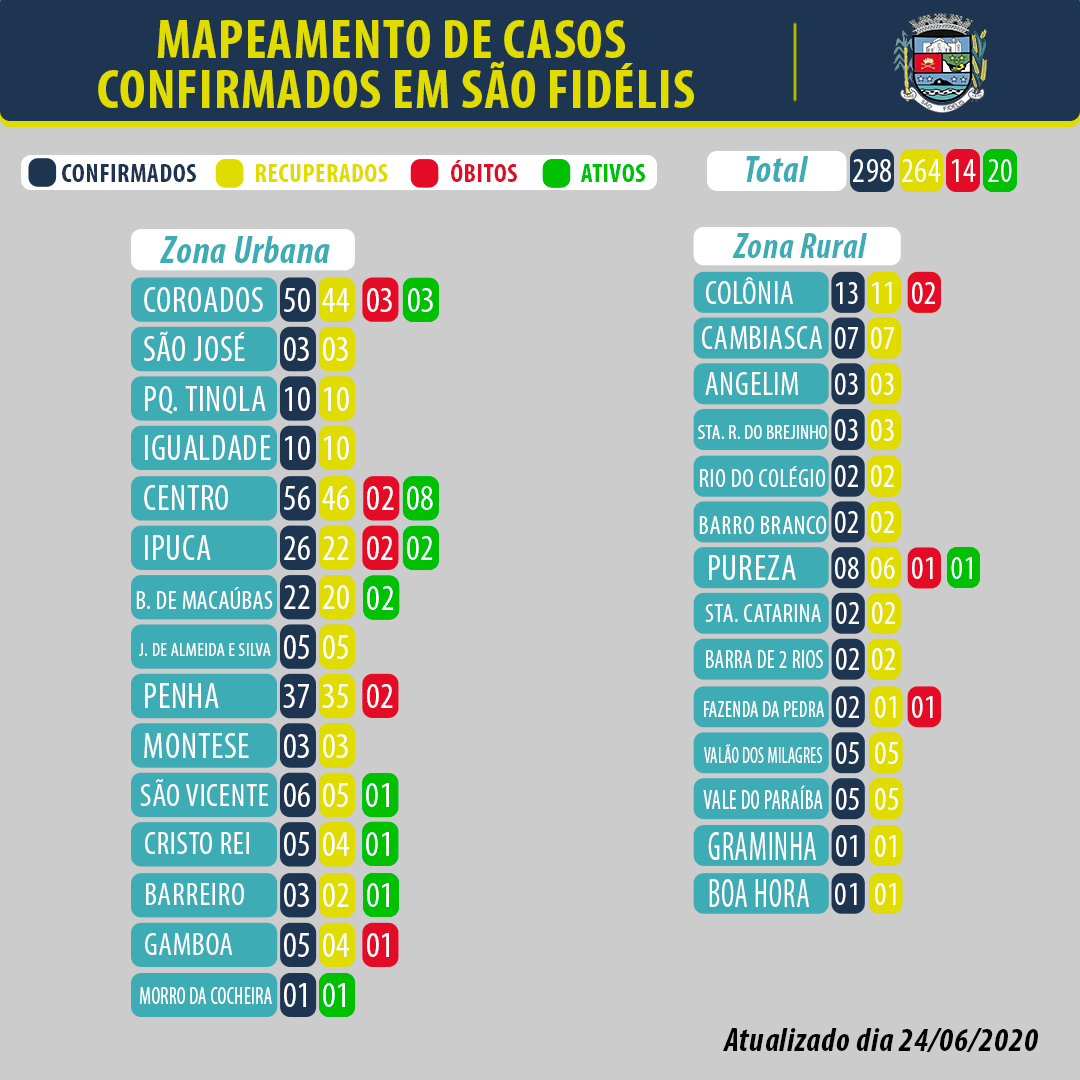 MAPEAMENTO DE CASOS
CONFIRMADOS EM SÃO FIDÉLIS
SÃO FIDÉLIS
CONFIRMADOS RECUPERADOS ÓBITOS ATIVOS
Total 298 264 14 20
Zona Urbana
COROADOS 50 44 03 03
SÃO JOSÉ 03 03
PQ. TINOLA 10 10
IGUALDADE 10 10
CENTRO 56 46 02 08
IPUCA 26 22 02 02
B. DE MACAÚBAS 22 20 02
J. DE ALMEIDA E SILVA 05 05
PENHA 37 35 02
MONTESE 03 03
SÃO VICENTE 06 05 01
CRISTO REI 05 04 01
BARREIRO 03 02 01
GAMBOA 05 04 01
MORRO DA COCHEIRA 01 01
Zona Rural
COLÔNIA 13 11 02
CAMBIASCA 07 07
ANGELIM 03 03
STA. R. DO BREJINHO 03 03
RIO DO COLÉGIO 02 02
BARRO BRANCO 02 02
PUREZA 08 06 01 01
STA. CATARINA 02 02
BARRA DE 2 RIOS 02 02
FAZENDA DA PEDRA 02 01 01
VALÃO DOS MILAGRES 05 05
VALE DO PARAÍBA 05 05
GRAMINHA 01 01
BOA HORA 01 01
Atualizado dia 24/06/2020